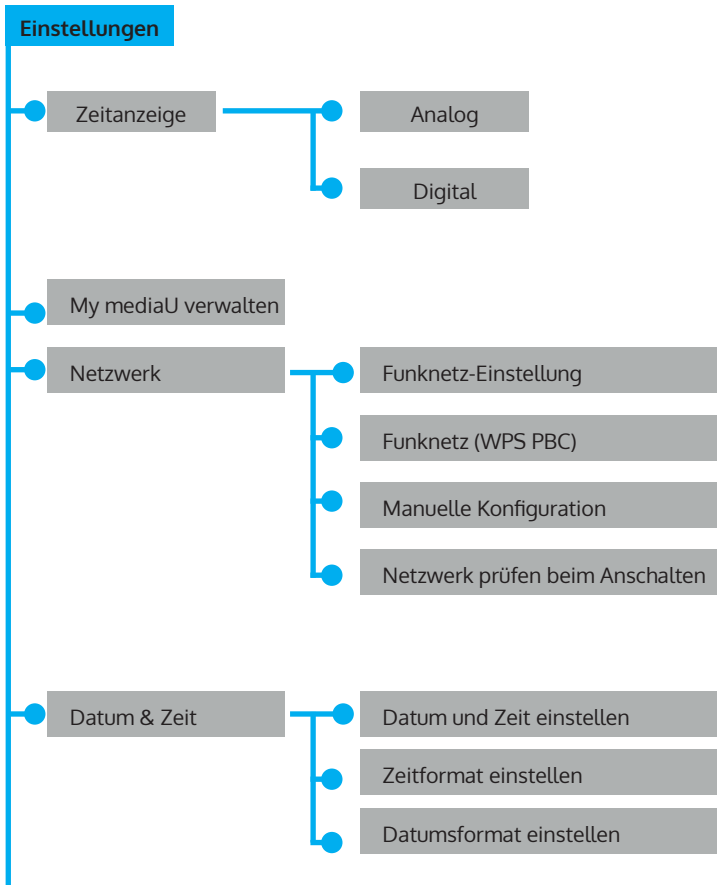 Einstellungen
Zeitanzeige
Analog
Digital
My mediaU verwalten
Netzwerk
Funknetz-Einstellung
Funknetz (WPS PBC)
Manuelle Konfiguration
Netzwerk prüfen beim Anschalten
Datum & Zeit
Datum und Zeit einstellen
Zeitformat einstellen
Datumsformat einstellen